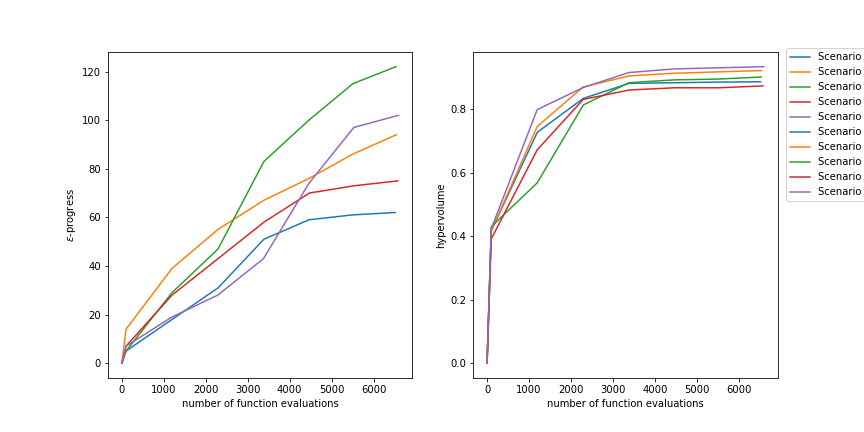 120
100
80
60
40
20
0
ε-progress
0 1000 2000 3000 4000 5000 6000
number of function evaluations
0.8
0.6
0.4
0.2
0.0
hypervolume
0 1000 2000 3000 4000 5000 6000
number of function evaluations
Scenario
Scenario
Scenario
Scenario
Scenario
Scenario
Scenario
Scenario
Scenario
Scenario